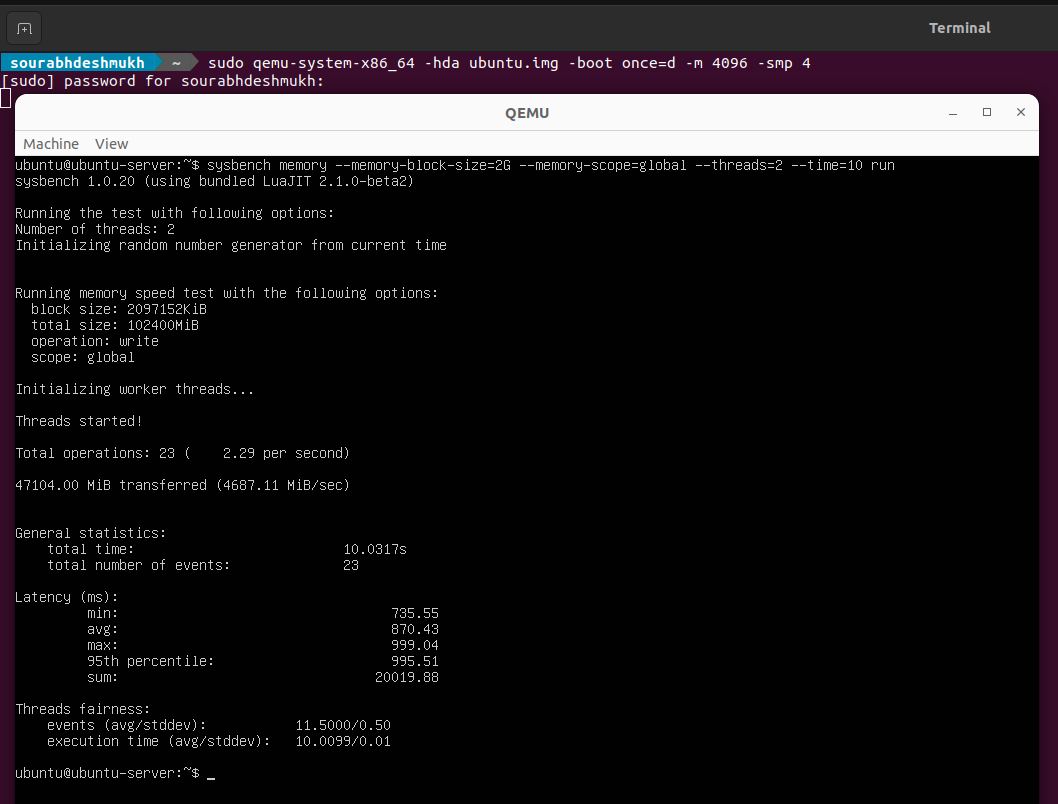 Terminal
sourabhdeshmukh ~ sudo qemu-system-x86_64 -hda ubuntu.img -boot once=d -m 4096 -smp 4
[sudo] password for sourabhdeshmukh:
QEMU
Machine View
ubuntu@ubuntu-server:~$ sysbench memory --memory-block-size=2G --memory-scope=global --threads=2 --time=10 run
sysbench 1.0.20 (using bundled LuaJIT 2.1.0-beta2)
Running the test with following options:
Number of threads: 2
Initializing random number generator from current time
Running memory speed test with the following options:
block size: 2097152KiB
total size: 102400MiB
operation: write
scope: global
Initializing worker threads...
Threads started!
Total operations: 23 (    2.29 per second)
47104.00 MiB transferred (4687.11 MiB/sec)
General statistics:
total time: 10.0317s
total number of events: 23
Latency (ms):
min: 735.55
avg: 870.43
max: 999.04
95th percentile: 995.51
sum: 20019.88
Threads fairness:
events (avg/stddev): 11.5000/0.50
execution time (avg/stddev): 10.0099/0.01
ubuntu@ubuntu-server:~$ _